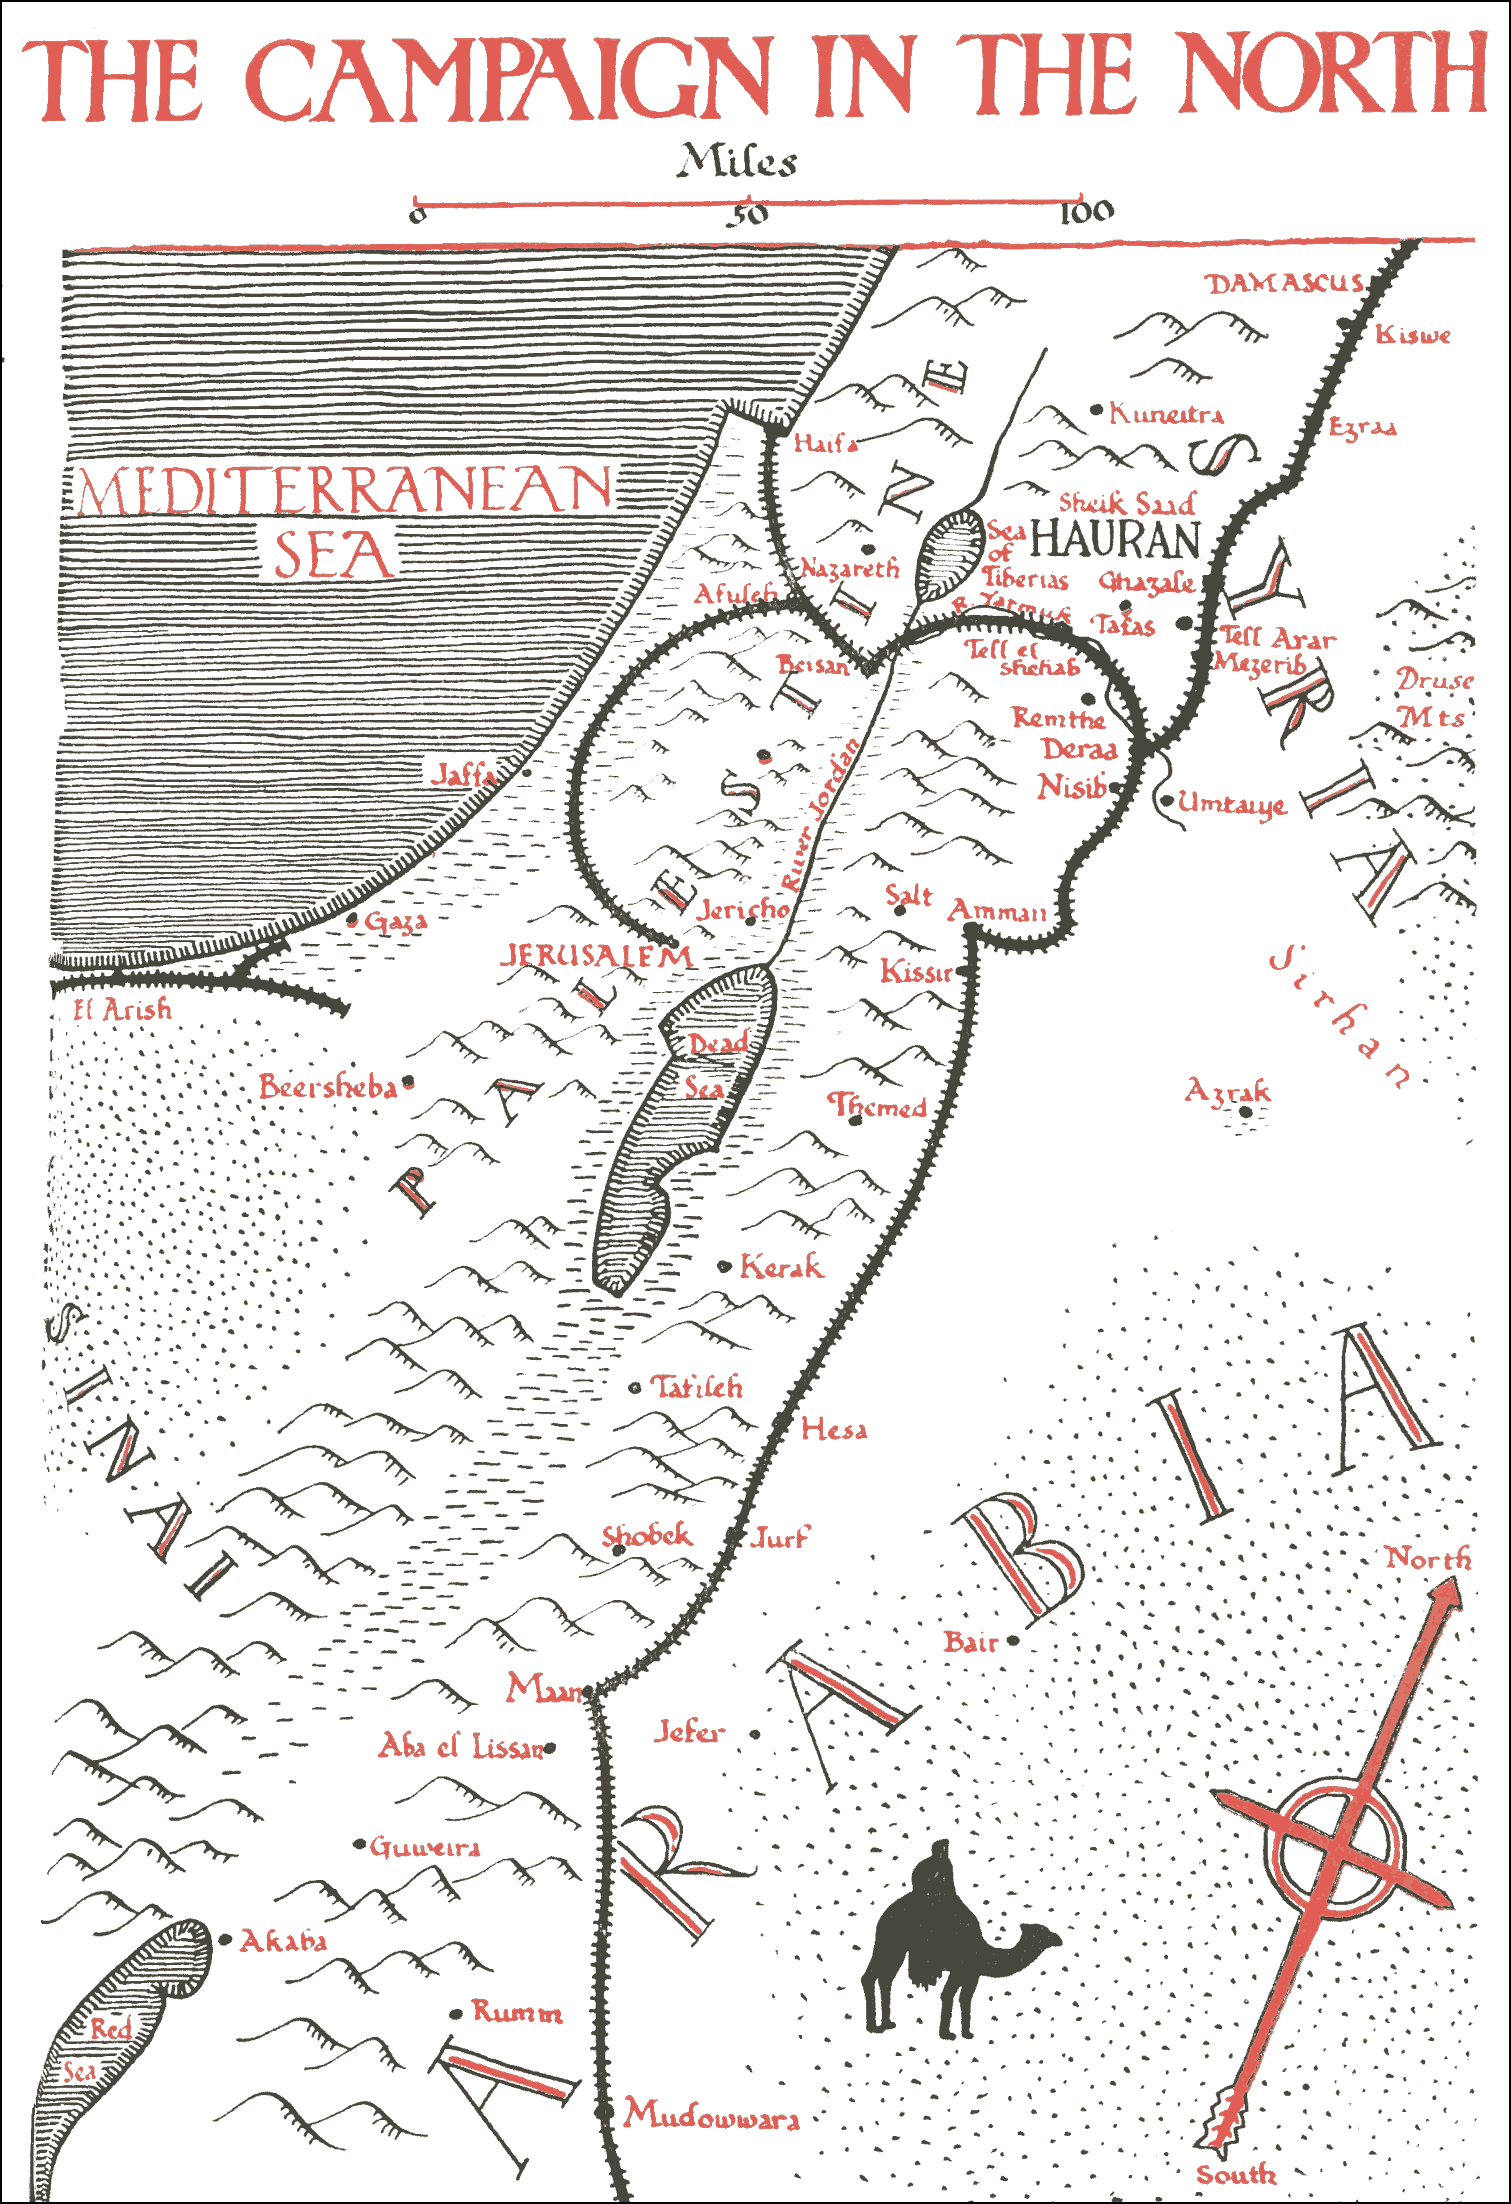 THE CAMPAIGN IN THE NORTH
Miles
0 50 100
DAMASCUS
Kiswe
Ezraa
Kuneitra
Haifa
MEDITERRANEAN
SEA
Sheik Saad
HAURAN
Sea
of
Tiberias
Nazareth
Ghazale
Afuleh
R. Yarmuk
Tafas
Tell Arar
Mezerib
Tell el
Shehab
Beisan
Druse
Mts
Remthe
Deraa
Nisib
Umtaiye
SYRIA
Jaffa
River Jordan
PALESTINE
Gaza
Jericho
Salt
Amman
JERUSALEM
Kissir
Sirhan
El Arish
Dead
Sea
Beersheba
Themed
Azrak
Kerak
SINAI
Tafileh
Hesa
Shobek
Jurf
ARABIA
North
Bair
Maan
Jefer
Aba el Lissan
Guweira
Akaba
Red
Sea
Rumm
Mudowwara
South